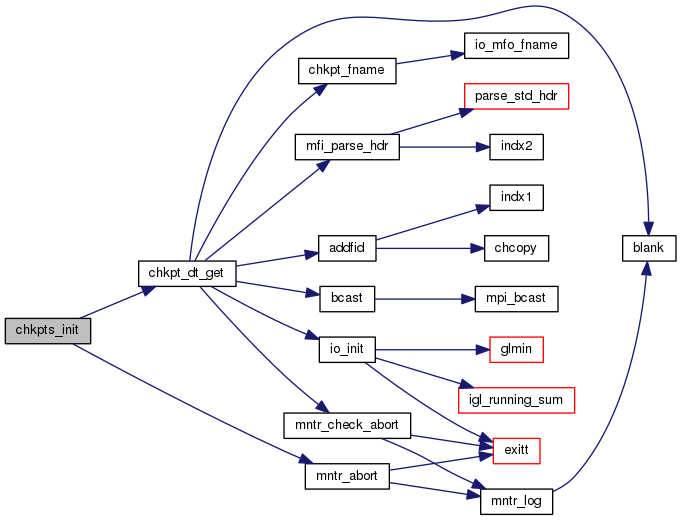 io_mfo_fname
chkpt_fname
parse_std_hdr
mfi_parse_hdr
indx2
indx1
addfid
chcopy
blank
chkpt_dt_get
bcast
mpi_bcast
chkpts_init
io_init
glmin
igl_running_sum
mntr_check_abort
exitt
mntr_abort
mntr_log